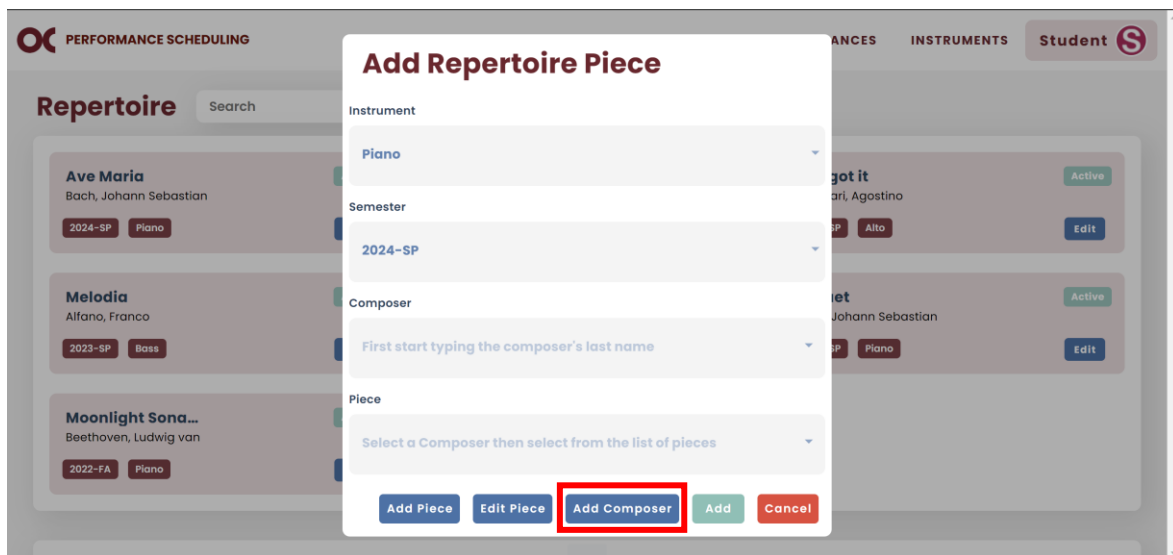 OC PERFORMANCE SCHEDULING
ANCES INSTRUMENTS Student S
Repertoire Search
Ave Maria
Bach, Johann Sebastian
2024-SP Piano
Melodia
Alfano, Franco
2023-SP Bass
Moonlight Sona...
Beethoven, Ludwig van
2022-FA Piano
Add Repertoire Piece
Instrument
Piano
Semester
2024-SP
Composer
First start typing the composer's last name
Piece
Select a Composer then select from the list of pieces
Add Piece Edit Piece Add Composer Add Cancel
got it Active
ari, Agostino
SP Alto Edit
et Active
Johann Sebastian
SP Piano Edit